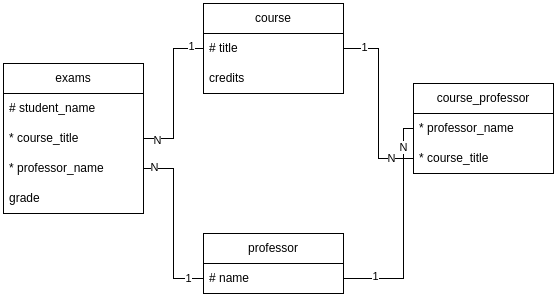 course
# title
credits
exams
# student_name
* course_title
* professor_name
grade
course_professor
* professor_name
* course_title
professor
# name
1
N
1
N
N
1
N
1